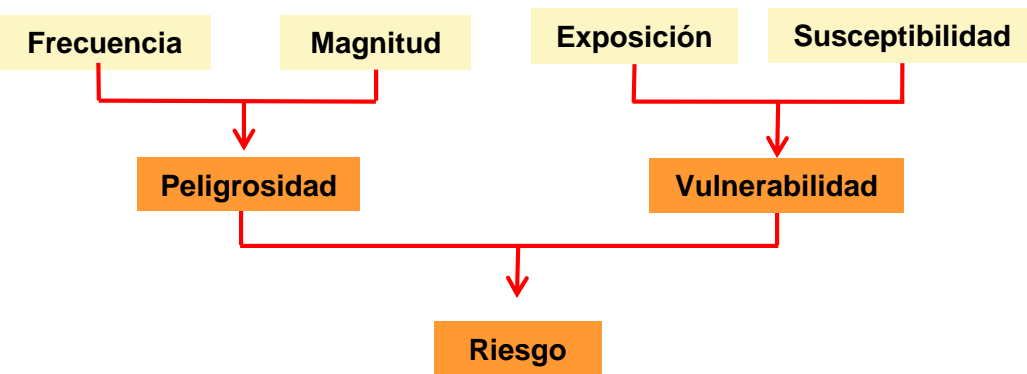 Frecuencia
Magnitud
Exposición
Susceptibilidad
Peligrosidad
Vulnerabilidad
Riesgo